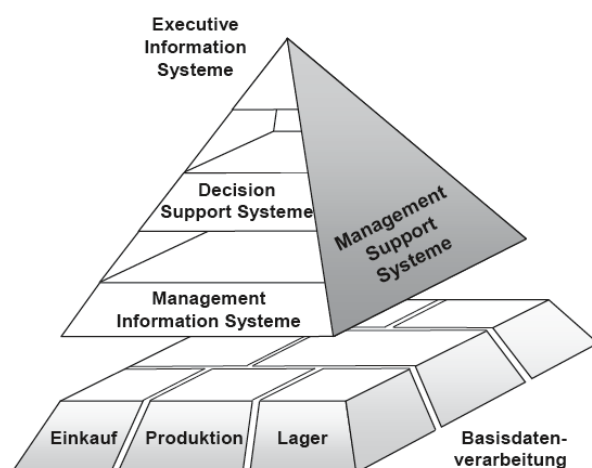 Executive
Information
Systeme
Decision
Support Systeme
Management
Support
Systeme
Management
Information Systeme
Einkauf
Produktion
Lager
Basisdaten-
verarbeitung